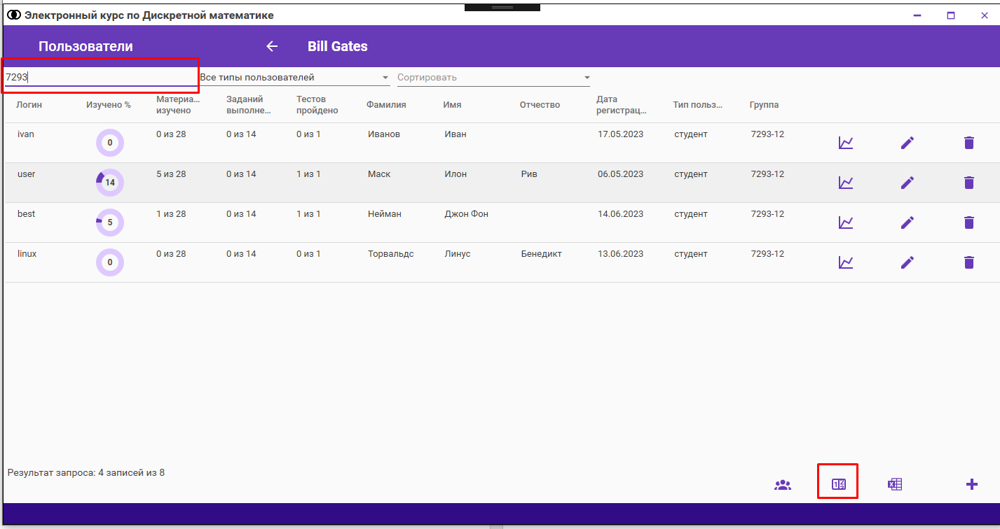 Электронный курс по Дискретной математике
Пользователи Bill Gates
7293 Все типы пользователей Сортировать
Логин Изучено % Материа... изучено Заданий выполне... Тестов пройдено Фамилия Имя Отчество Дата регистрац... Тип польз... Группа
ivan 0 0 из 28 0 из 14 0 из 1 Иванов Иван 17.05.2023 студент 7293-12
user 14 5 из 28 0 из 14 1 из 1 Маск Илон Рив 06.05.2023 студент 7293-12
best 5 1 из 28 0 из 14 1 из 1 Нейман Джон Фон 14.06.2023 студент 7293-12
linux 0 0 из 28 0 из 14 0 из 1 Торвальдс Линус Бенедикт 13.06.2023 студент 7293-12
Результат запроса: 4 записей из 8